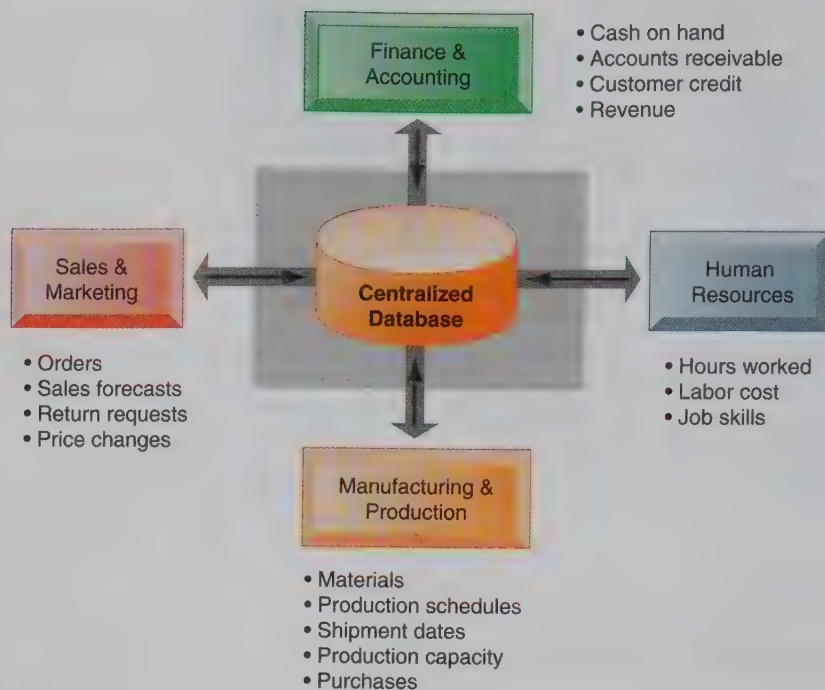 Finance &
Accounting
• Cash on hand
• Accounts receivable
• Customer credit
• Revenue
Sales &
Marketing
Centralized
Database
Human
Resources
• Orders
• Sales forecasts
• Return requests
• Price changes
• Hours worked
• Labor cost
• Job skills
Manufacturing &
Production
• Materials
• Production schedules
• Shipment dates
• Production capacity
• Purchases